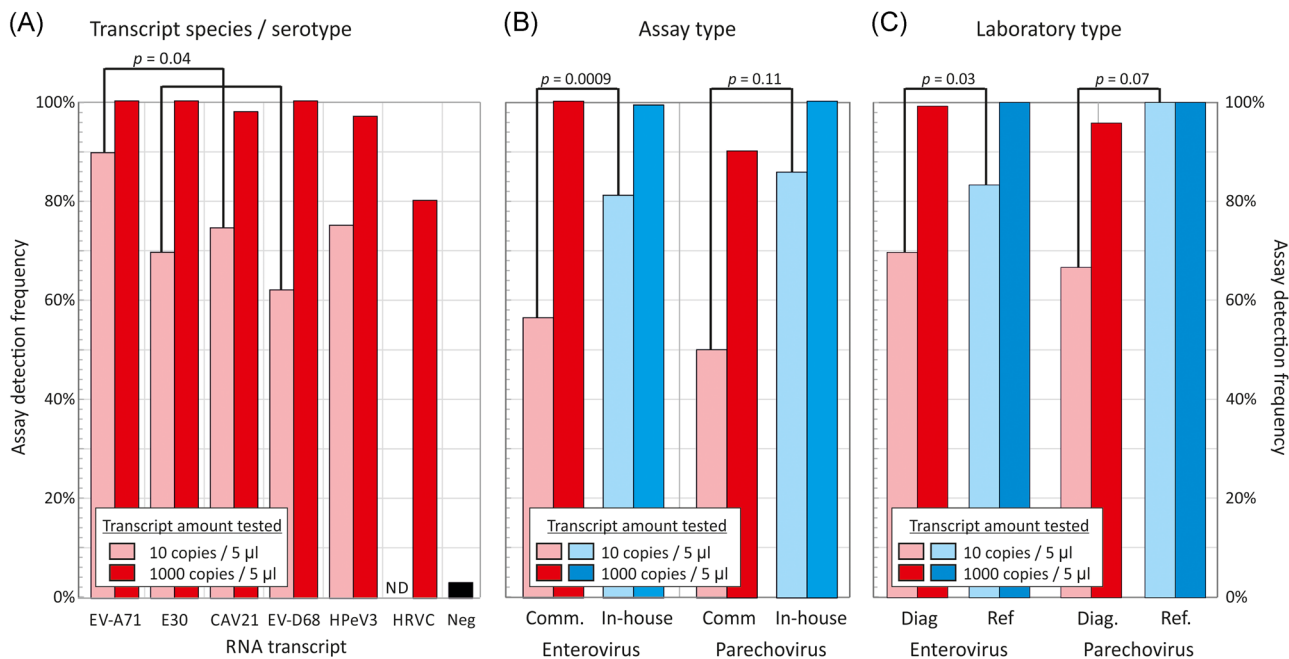 (A) Transcript species / serotype
p = 0.04
100%
80%
60%
40%
20%
0%
Assay detection frequency
Transcript amount tested
10 copies / 5 µl
1000 copies / 5 µl
ND
EV-A71 E30 CAV21 EV-D68 HPeV3 HRVC Neg
RNA transcript
(B) Assay type
p = 0.0009 p = 0.11
Transcript amount tested
10 copies / 5 µl
1000 copies / 5 µl
Comm. In-house Comm In-house
Enterovirus Parechovirus
(C) Laboratory type
p = 0.03 p = 0.07
100%
80%
60%
40%
20%
0%
Assay detection frequency
Transcript amount tested
10 copies / 5 µl
1000 copies / 5 µl
Diag Ref Diag. Ref.
Enterovirus Parechovirus